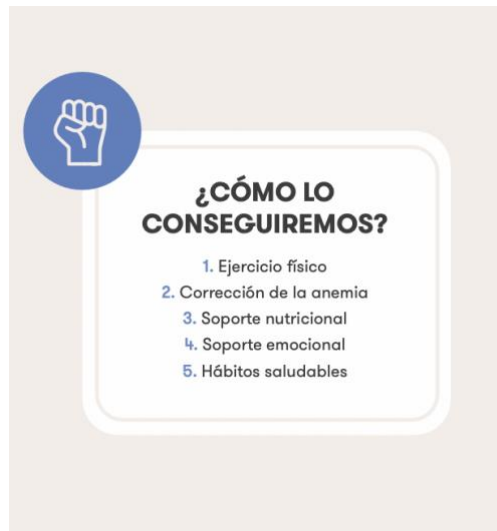 ¿CÓMO LO
CONSEGUIREMOS?
1. Ejercicio físico
2. Corrección de la anemia
3. Soporte nutricional
4. Soporte emocional
5. Hábitos saludables